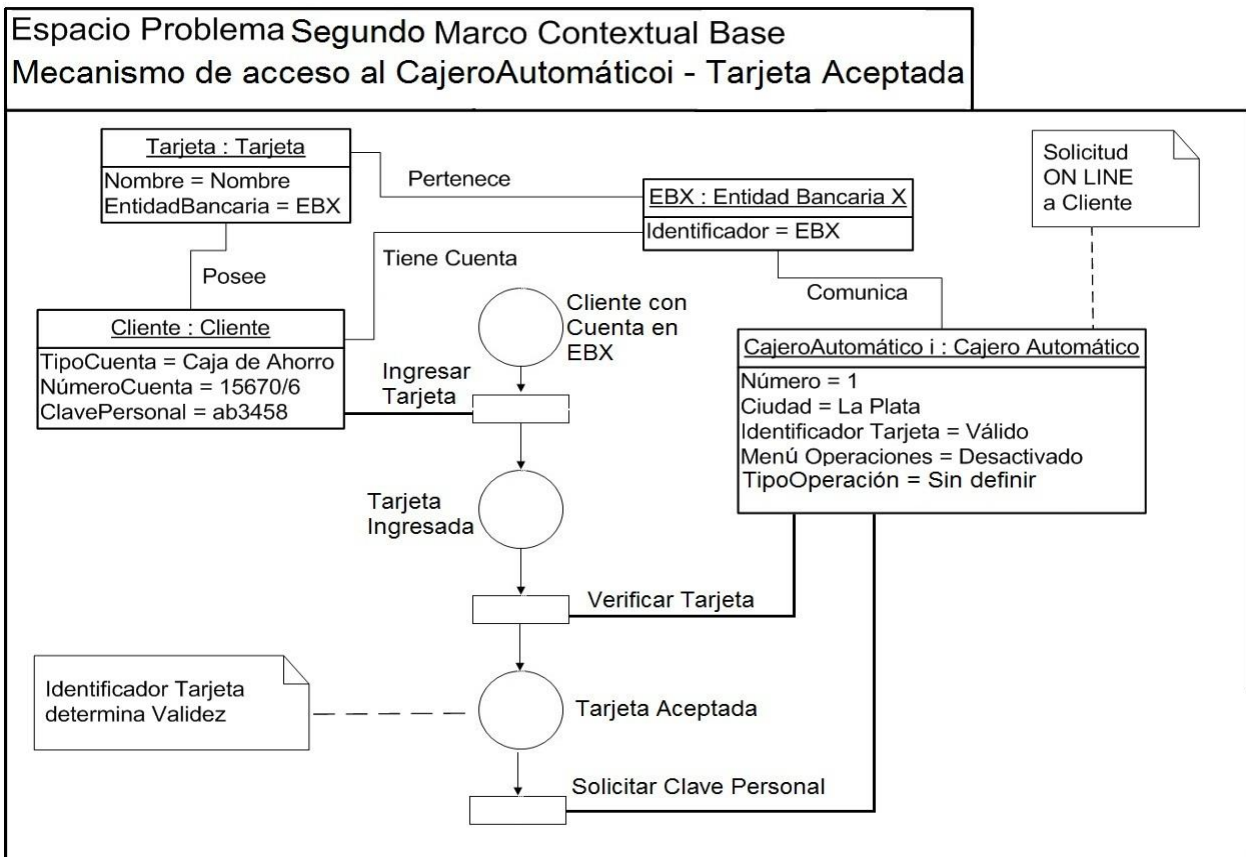 Espacio Problema Segundo Marco Contextual Base
Mecanismo de acceso al CajeroAutomáticoi - Tarjeta Aceptada
Tarjeta : Tarjeta
Nombre = Nombre
EntidadBancaria = EBX
Pertenece
EBX : Entidad Bancaria X
Identificador = EBX
Solicitud
ON LINE
a Cliente
Posee
Tiene Cuenta
Comunica
Cliente : Cliente
TipoCuenta = Caja de Ahorro
NúmeroCuenta = 15670/6
ClavePersonal = ab3458
Cliente con
Cuenta en
EBX
Ingresar
Tarjeta
CajeroAutomático i : Cajero Automático
Número = 1
Ciudad = La Plata
Identificador Tarjeta = Válido
Menú Operaciones = Desactivado
TipoOperación = Sin definir
Tarjeta
Ingresada
Verificar Tarjeta
Identificador Tarjeta
determina Validez
Tarjeta Aceptada
Solicitar Clave Personal